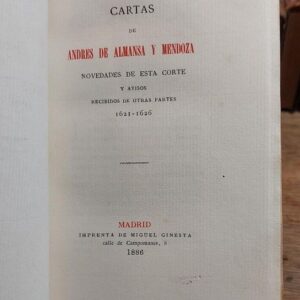 CARTAS
DE
ANDRES DE ALMANSA Y MENDOZA
NOVEDADES DE ESTA CORTE
Y AVISOS
RECIBIDOS DE OTRAS PARTES
1621-1626
MADRID
IMPRENTA DE MIGUEL GINESTA
calle de Campomanes, 8
1886